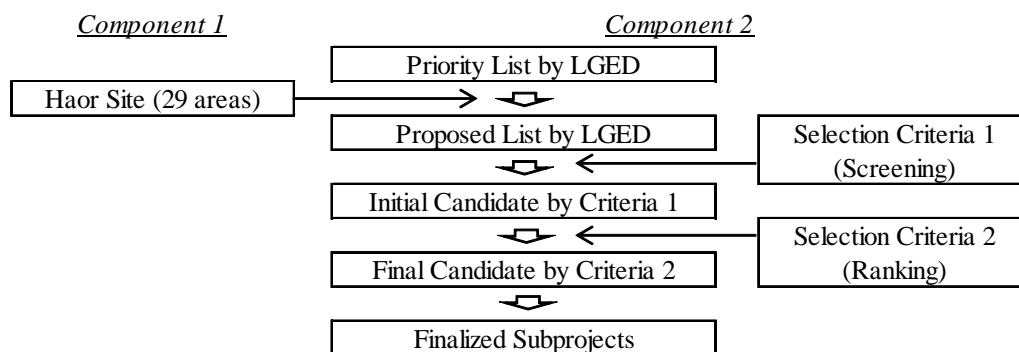 Component 1
Component 2
Priority List by LGED
Haor Site (29 areas)
Proposed List by LGED
Selection Criteria 1
(Screening)
Initial Candidate by Criteria 1
Selection Criteria 2
(Ranking)
Final Candidate by Criteria 2
Finalized Subprojects